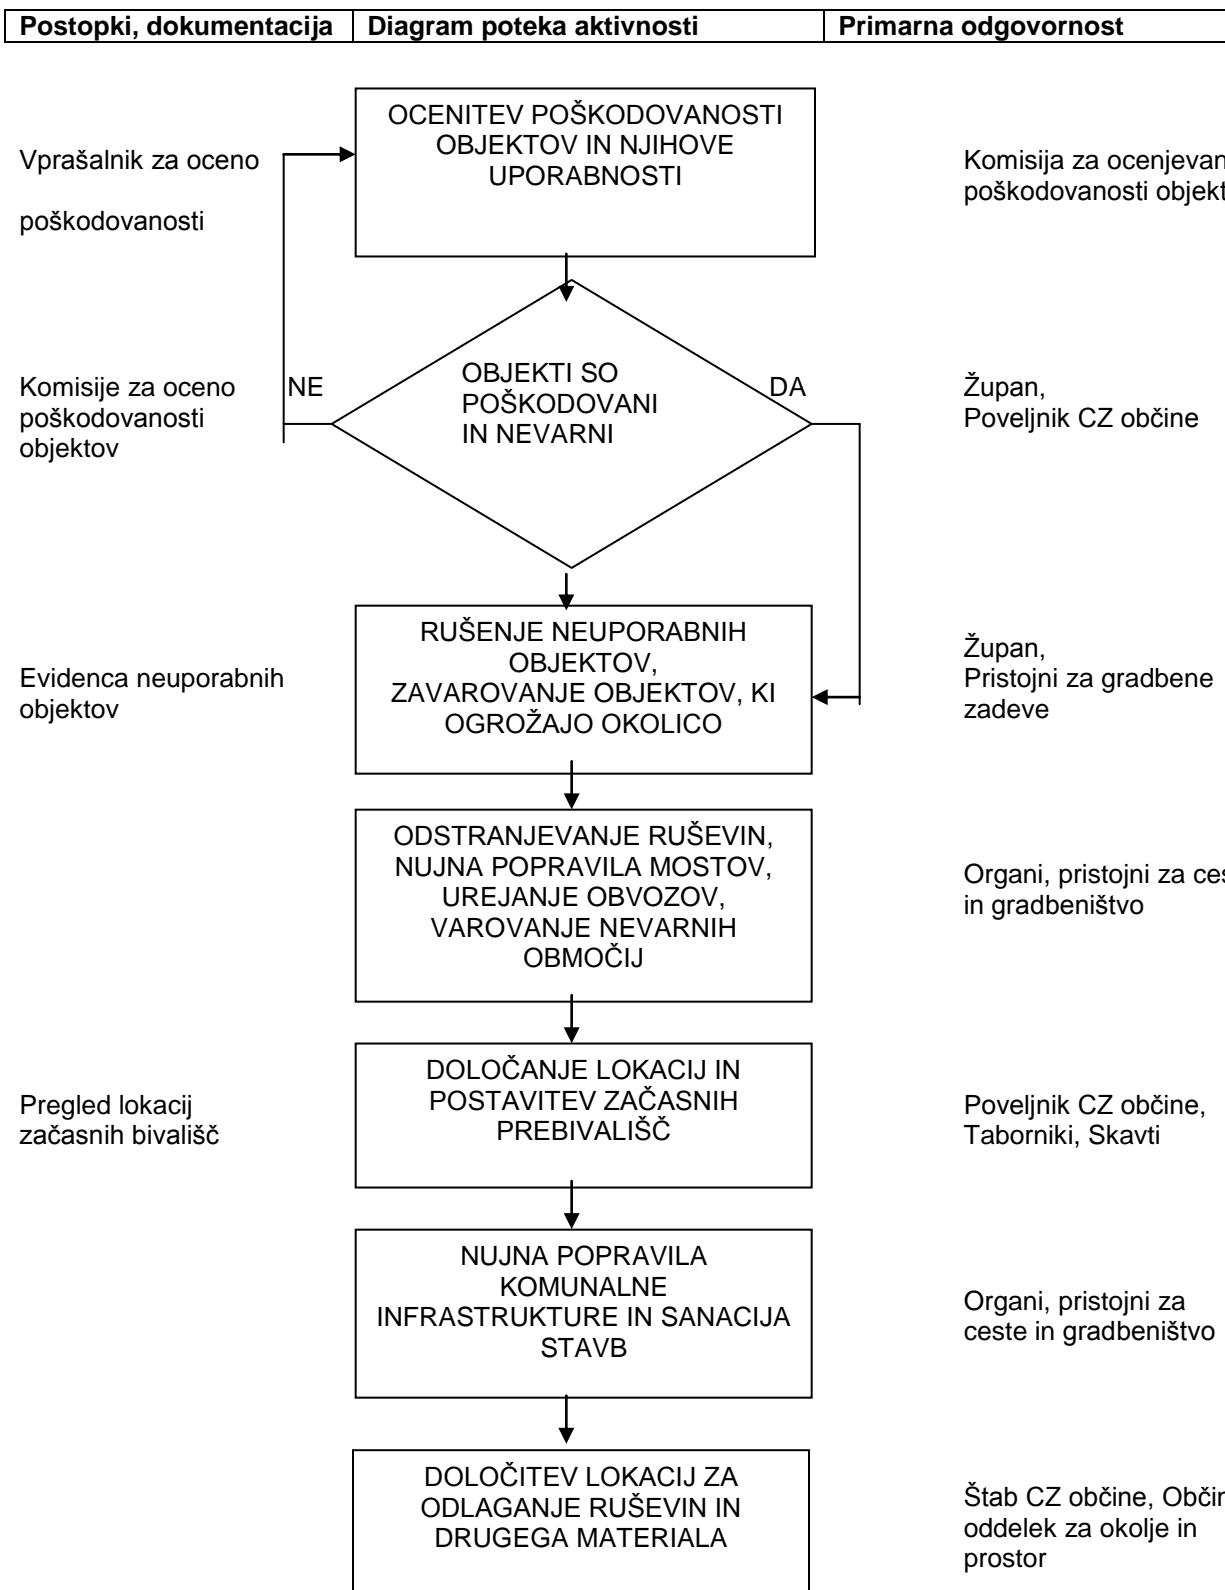 Postopki, dokumentacija
Diagram poteka aktivnosti
Primarna odgovornost
OCENITEV POŠKODOVANOSTI
OBJEKTOV IN NJIHOVE
UPORABNOSTI
Vprašalnik za oceno
poškodovanosti
Komisija za ocenjevan
poškodovanosti objekt
Komisije za oceno
poškodovanosti
objektov
NE
OBJEKTI SO
POŠKODOVANI
IN NEVARNI
DA
Župan,
Poveljnik CZ občine
Evidenca neuporabnih
objektov
RUŠENJE NEUPORABNIH
OBJEKTOV,
ZAVAROVANJE OBJEKTOV, KI
OGROŽAJO OKOLICO
Župan,
Pristojni za gradbene
zadeve
ODSTRANJEVANJE RUŠEVIN,
NUJNA POPRAVILA MOSTOV,
UREJANJE OBVOZOV,
VAROVANJE NEVARNIH
OBMOČIJ
Organi, pristojni za ces
in gradbeništvo
Pregled lokacij
začasnih bivališč
DOLOČANJE LOKACIJ IN
POSTAVITEV ZAČASNIH
PREBIVALIŠČ
Poveljnik CZ občine,
Taborniki, Skavti
NUJNA POPRAVILA
KOMUNALNE
INFRASTRUKTURE IN SANACIJA
STAVB
Organi, pristojni za
ceste in gradbeništvo
DOLOČITEV LOKACIJ ZA
ODLAGANJE RUŠEVIN IN
DRUGEGA MATERIALA
Štab CZ občine, Občin
oddelek za okolje in
prostor